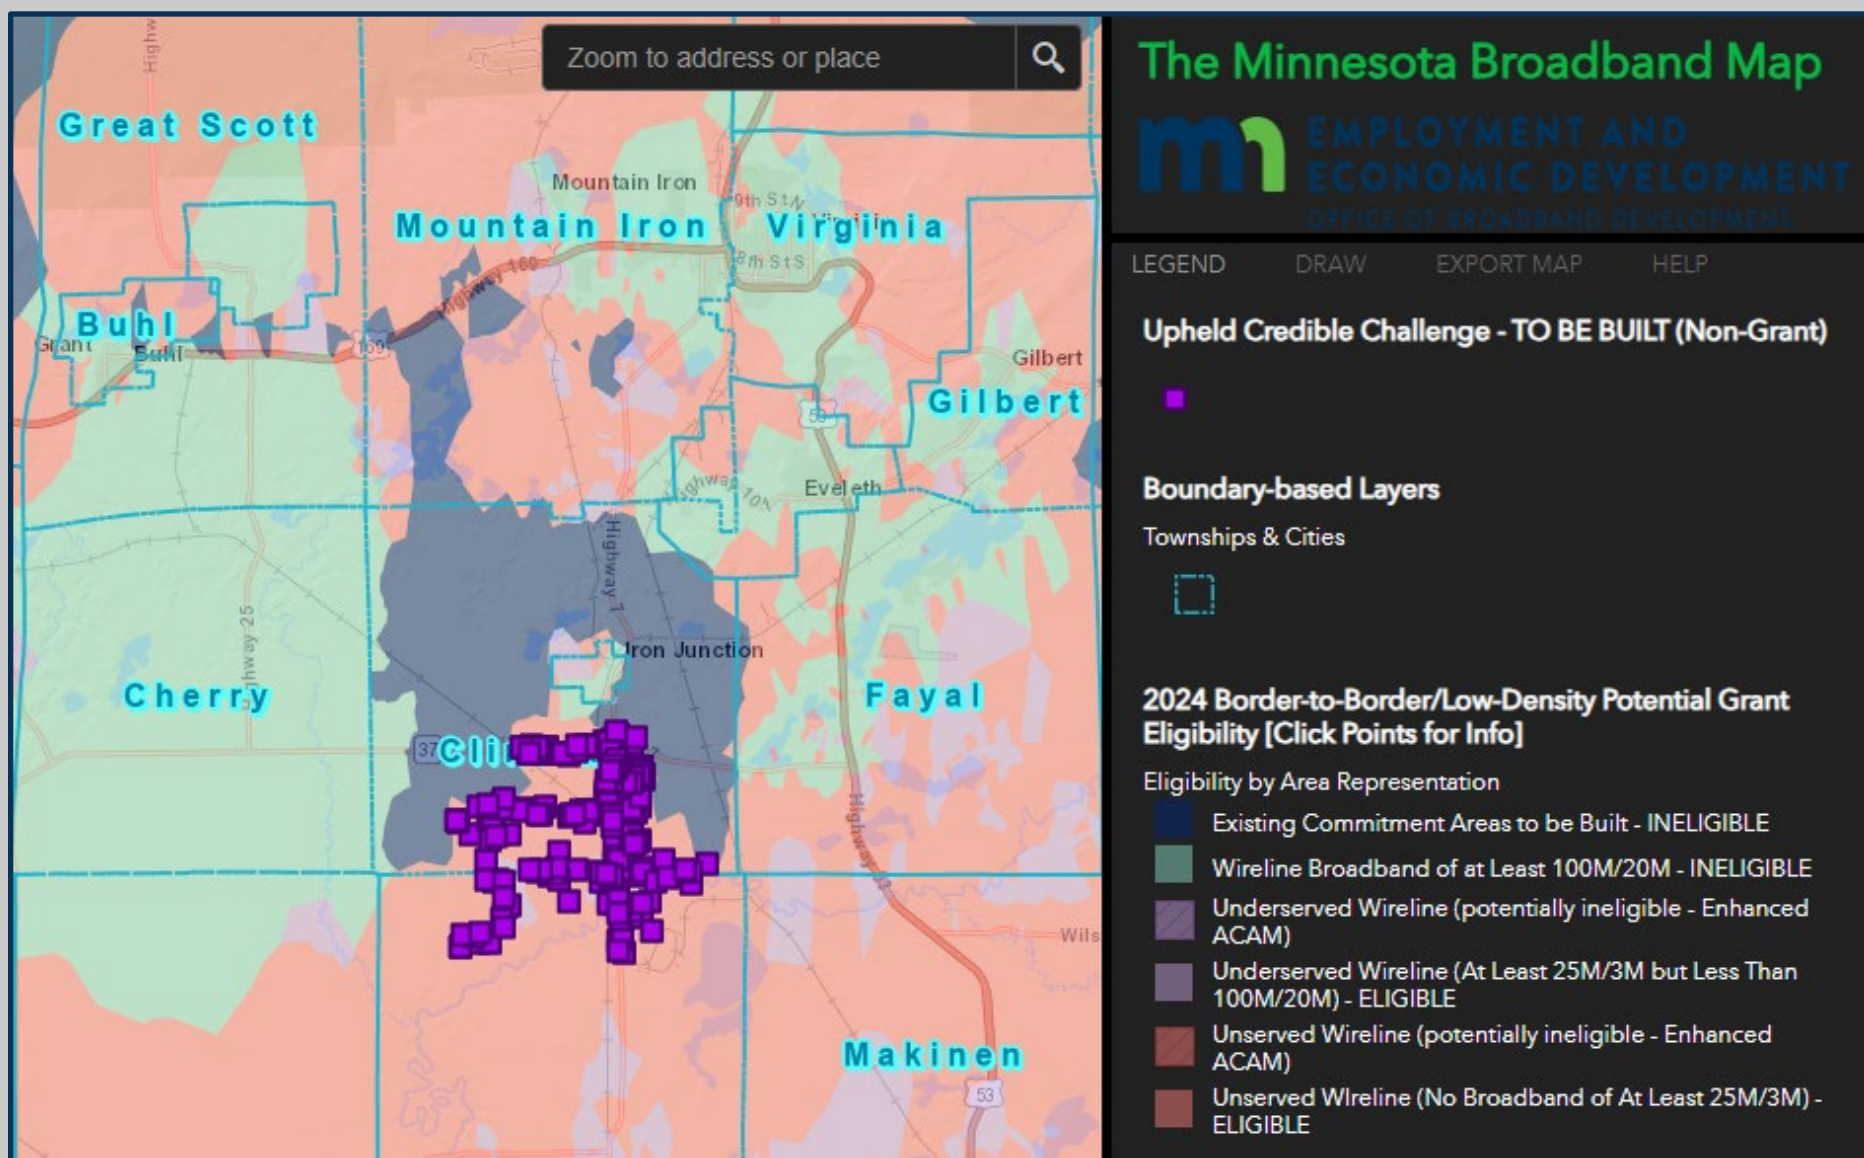 Zoom to address or place
Highw
Great Scott
Mountain Iron
Mountain Iron
9th St N
Virginia
8th St S
Highway 169
Buhl
Grant
Buhl
169
Gilbert
Gilbert
53
Highway
Eveleth
Highway
Iron Junction
Highway 25
Cherry
Fayal
37
Highway
Wils
Makinen
53
The Minnesota Broadband Map
mn
EMPLOYMENT AND
ECONOMIC DEVELOPMENT
OFFICE OF BROADBAND DEVELOPMENT
LEGEND DRAW EXPORT MAP HELP
Upheld Credible Challenge - TO BE BUILT (Non-Grant)
Boundary-based Layers
Townships & Cities
2024 Border-to-Border/Low-Density Potential Grant
Eligibility [Click Points for Info]
Eligibility by Area Representation
Existing Commitment Areas to be Built - INELIGIBLE
Wireline Broadband of at Least 100M/20M - INELIGIBLE
Underserved Wireline (potentially ineligible - Enhanced
ACAM)
Underserved Wireline (At Least 25M/3M but Less Than
100M/20M) - ELIGIBLE
Unserved Wireline (potentially ineligible - Enhanced
ACAM)
Unserved WIreline (No Broadband of At Least 25M/3M) -
ELIGIBLE